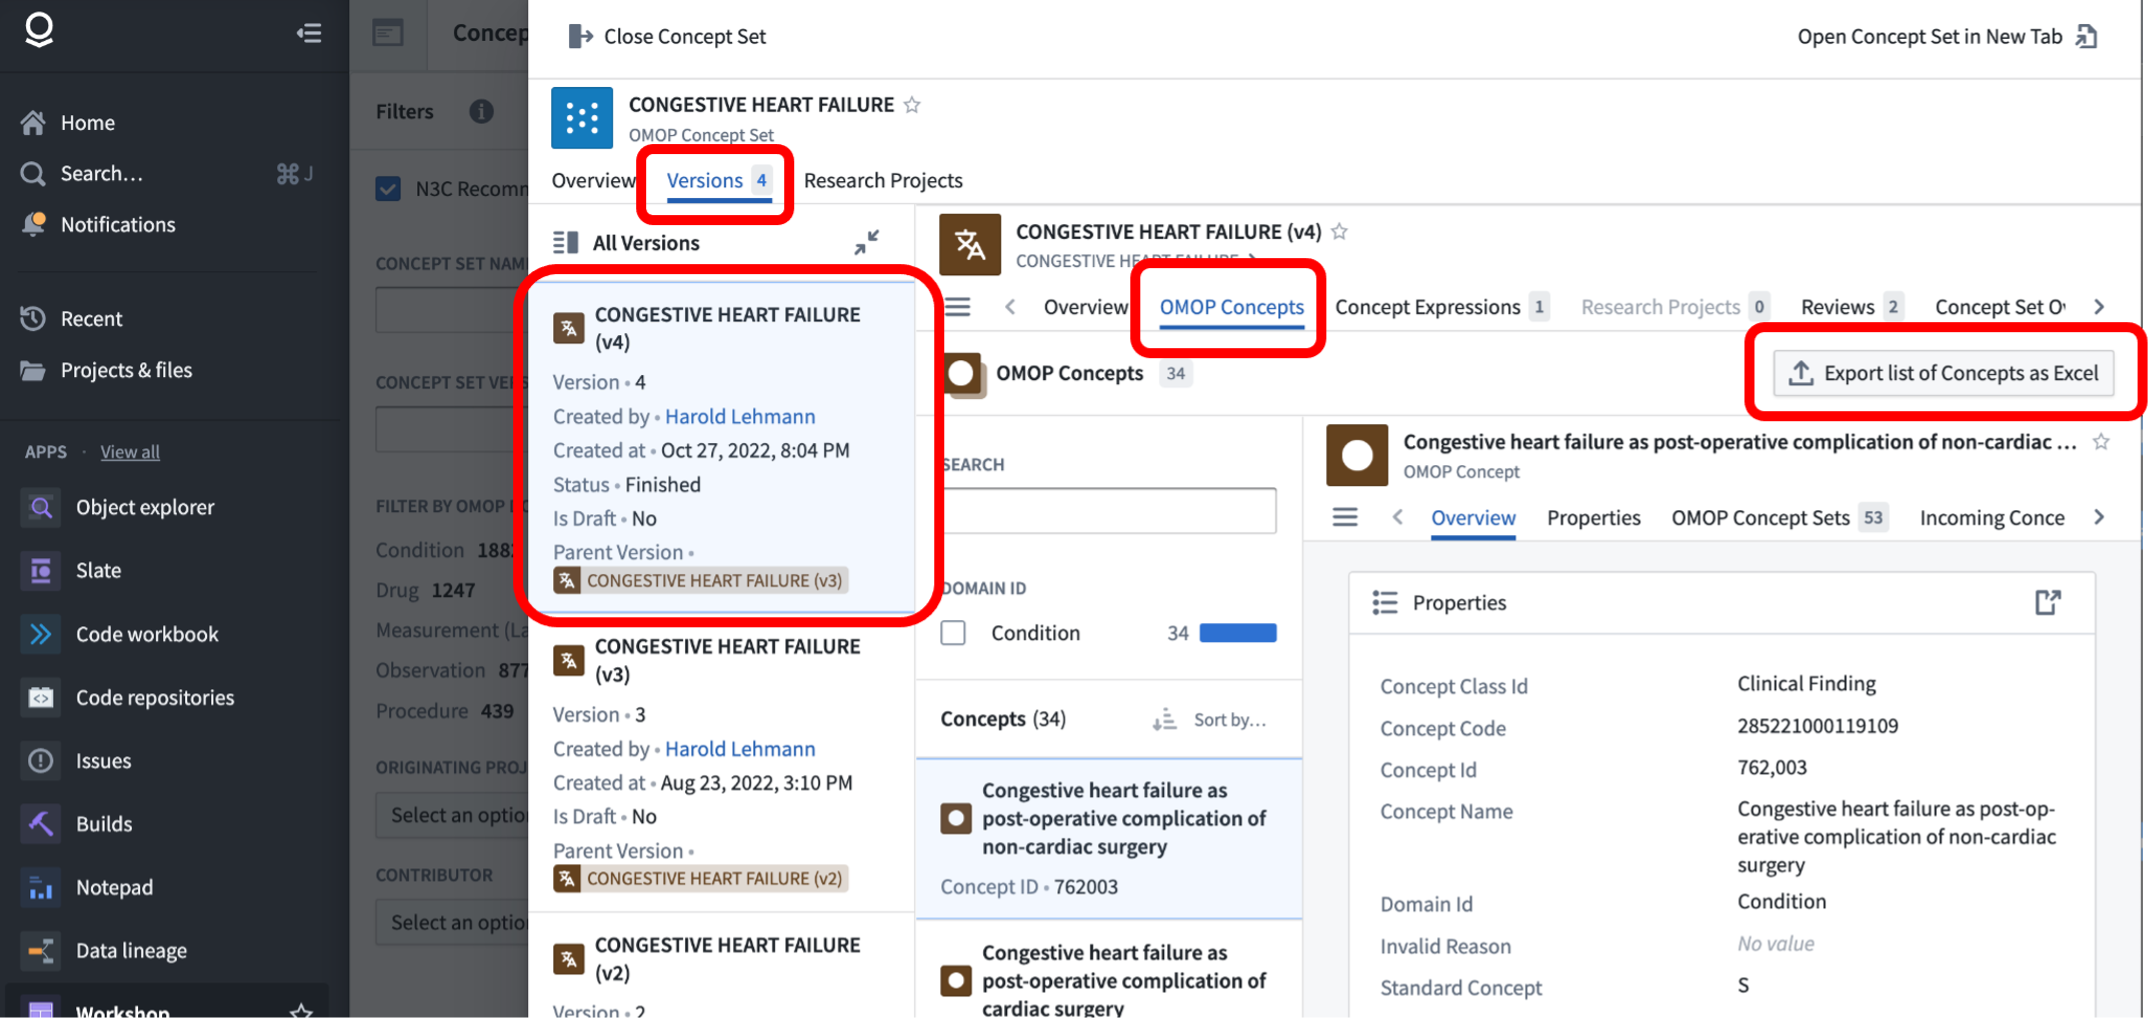 Home
Search…
⌘ J
Notifications
Recent
Projects & files
APPS · View all
Object explorer
Slate
Code workbook
Code repositories
Issues
Builds
Notepad
Data lineage
Workshop
Concep
Filters
N3C Recomm
CONCEPT SET NAM
CONCEPT SET VERS
FILTER BY OMOP D
Condition 188
Drug 1247
Measurement (La
Observation 877
Procedure 439
ORIGINATING PROJ
Select an optio
CONTRIBUTOR
Select an optio
Close Concept Set
Open Concept Set in New Tab
CONGESTIVE HEART FAILURE
OMOP Concept Set
Overview
Versions 4
Research Projects
All Versions
CONGESTIVE HEART FAILURE
(v4)
Version • 4
Created by • Harold Lehmann
Created at • Oct 27, 2022, 8:04 PM
Status • Finished
Is Draft • No
Parent Version •
CONGESTIVE HEART FAILURE (v3)
CONGESTIVE HEART FAILURE
(v3)
Version • 3
Created by • Harold Lehmann
Created at • Aug 23, 2022, 3:10 PM
Is Draft • No
Parent Version •
CONGESTIVE HEART FAILURE (v2)
CONGESTIVE HEART FAILURE
(v2)
Version • 2
CONGESTIVE HEART FAILURE (v4)
CONGESTIVE HEART FAILURE
Overview
OMOP Concepts
Concept Expressions 1
Research Projects 0
Reviews 2
Concept Set O
OMOP Concepts 34
Export list of Concepts as Excel
SEARCH
DOMAIN ID
Condition 34
Concepts (34)
Sort by…
Congestive heart failure as
post-operative complication of
non-cardiac surgery
Concept ID • 762003
Congestive heart failure as
post-operative complication of
cardiac surgery
Congestive heart failure as post-operative complication of non-cardiac …
OMOP Concept
Overview
Properties
OMOP Concept Sets 53
Incoming Conce
Properties
Concept Class Id Clinical Finding
Concept Code 285221000119109
Concept Id 762,003
Concept Name Congestive heart failure as post-op-
erative complication of non-cardiac
surgery
Domain Id Condition
Invalid Reason No value
Standard Concept S